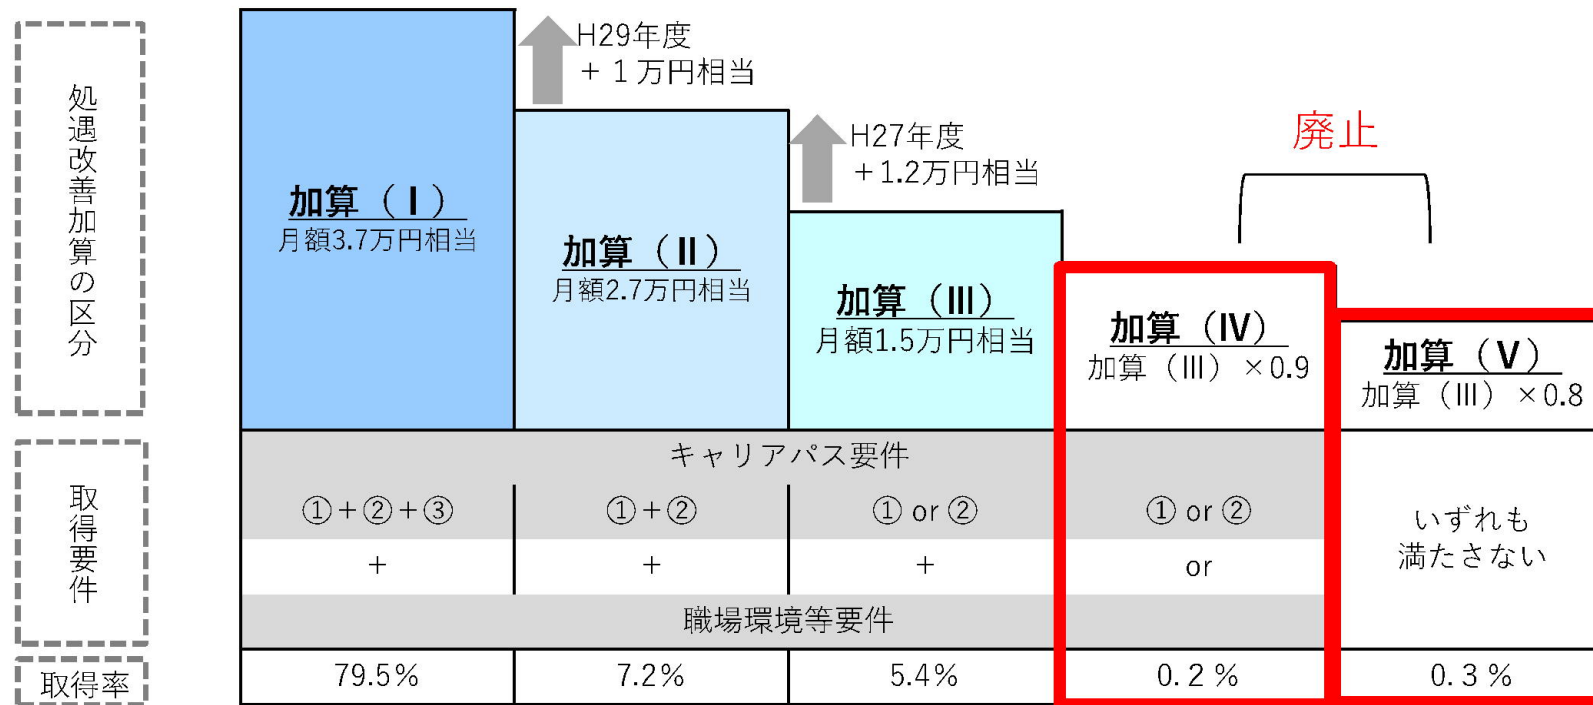 処遇改善加算の区分
H29年度
+ 1 万円相当
H27年度
+1.2万円相当
廃止
加算（Ⅰ）
月額3.7万円相当
加算（Ⅱ）
月額2.7万円相当
加算（Ⅲ）
月額1.5万円相当
加算（Ⅳ）
加算（Ⅲ）×0.9
加算（Ⅴ）
加算（Ⅲ）×0.8
取得要件
キャリアパス要件
①+②+③
①+②
① or ②
① or ②
いずれも
満たさない
+
+
+
or
職場環境等要件
取得率
79.5%
7.2%
5.4%
0.2 %
0.3 %